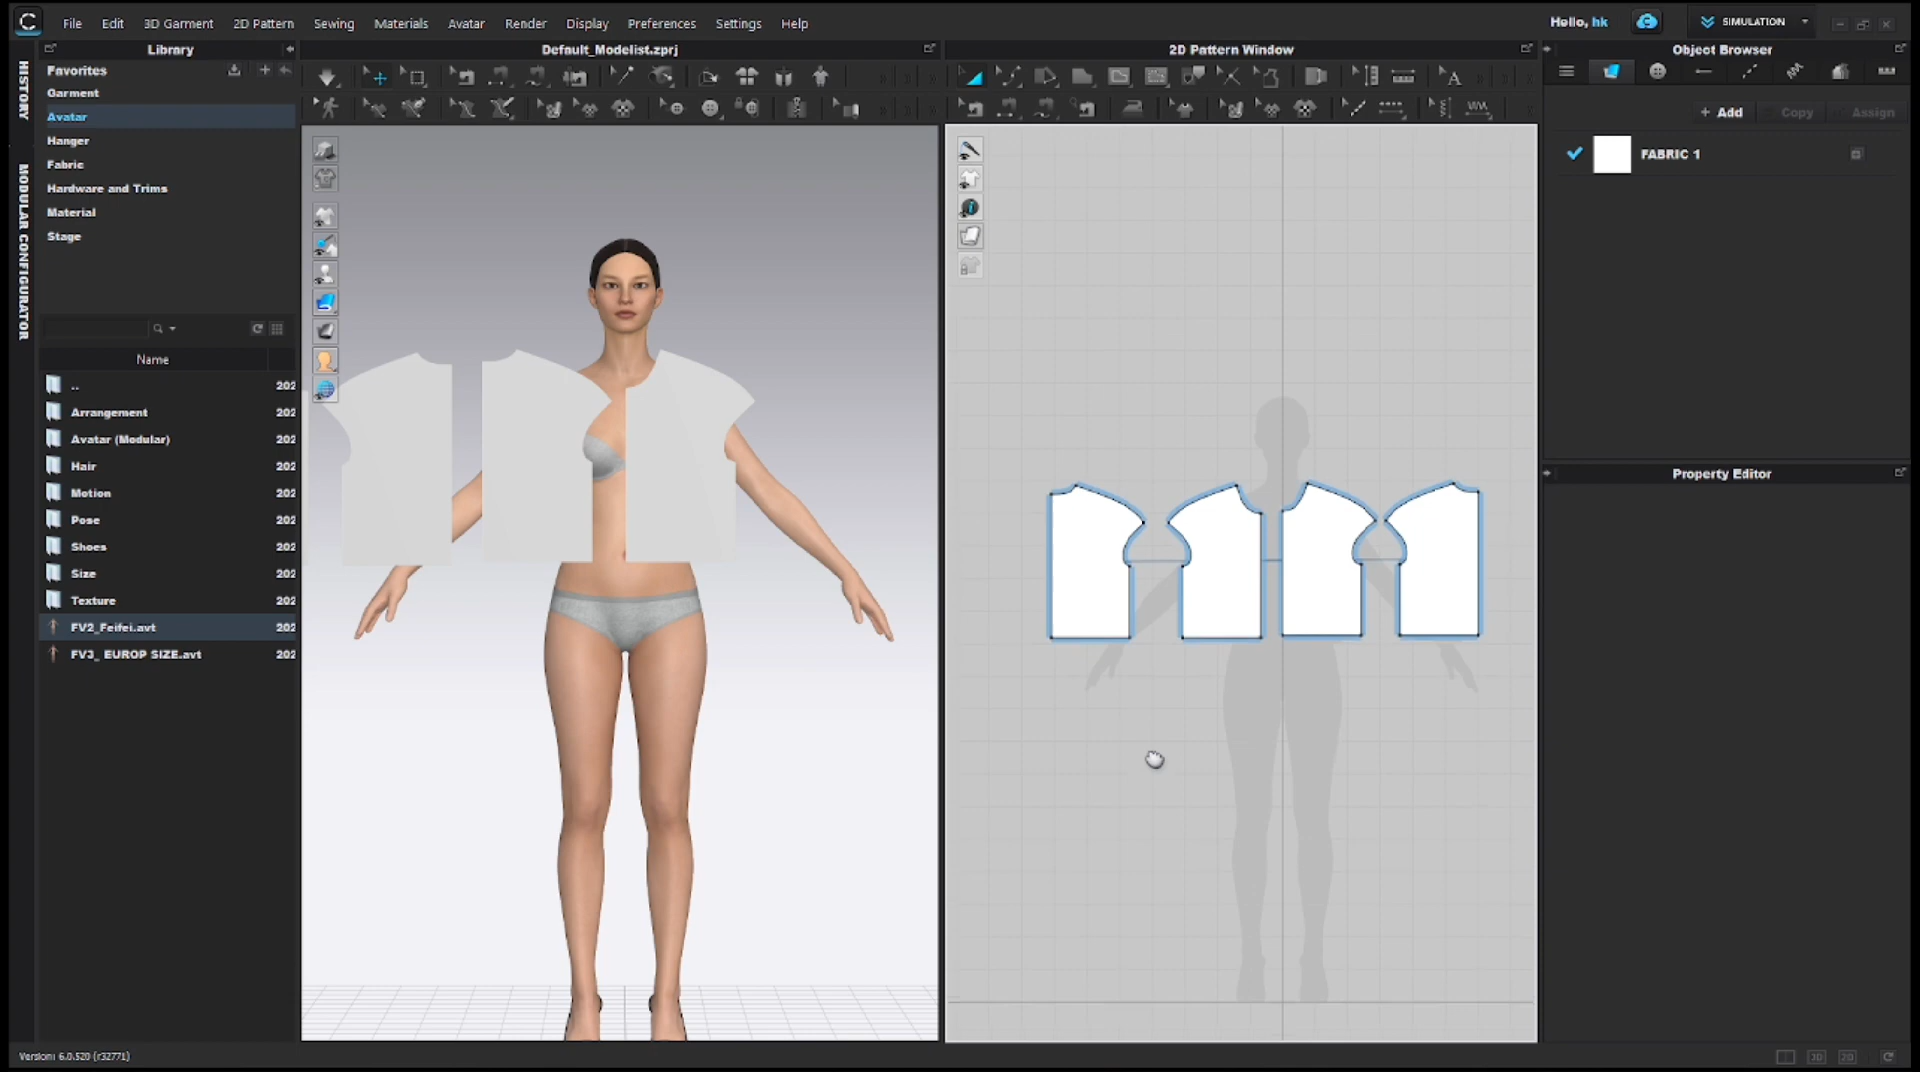 File Edit 3D Garment 2D Pattern Sewing Materials Avatar Render Display Preferences Settings Help
Hello, hk
SIMULATION
Library
Default_Modelist.zprj
2D Pattern Window
Object Browser
HISTORY
MODULAR CONFIGURATOR
Favorites
Garment
Avatar
Hanger
Fabric
Hardware and Trims
Material
Stage
+ Add Copy Assign
FABRIC 1
Name
.. 202
Arrangement 202
Avatar (Modular) 202
Hair 202
Motion 202
Pose 202
Shoes 202
Size 202
Texture 202
FV2_Feifei.avt 202
FV3_ EUROP SIZE.avt 202
Property Editor
Version: 6.0.520 (r32771)
3D 2D